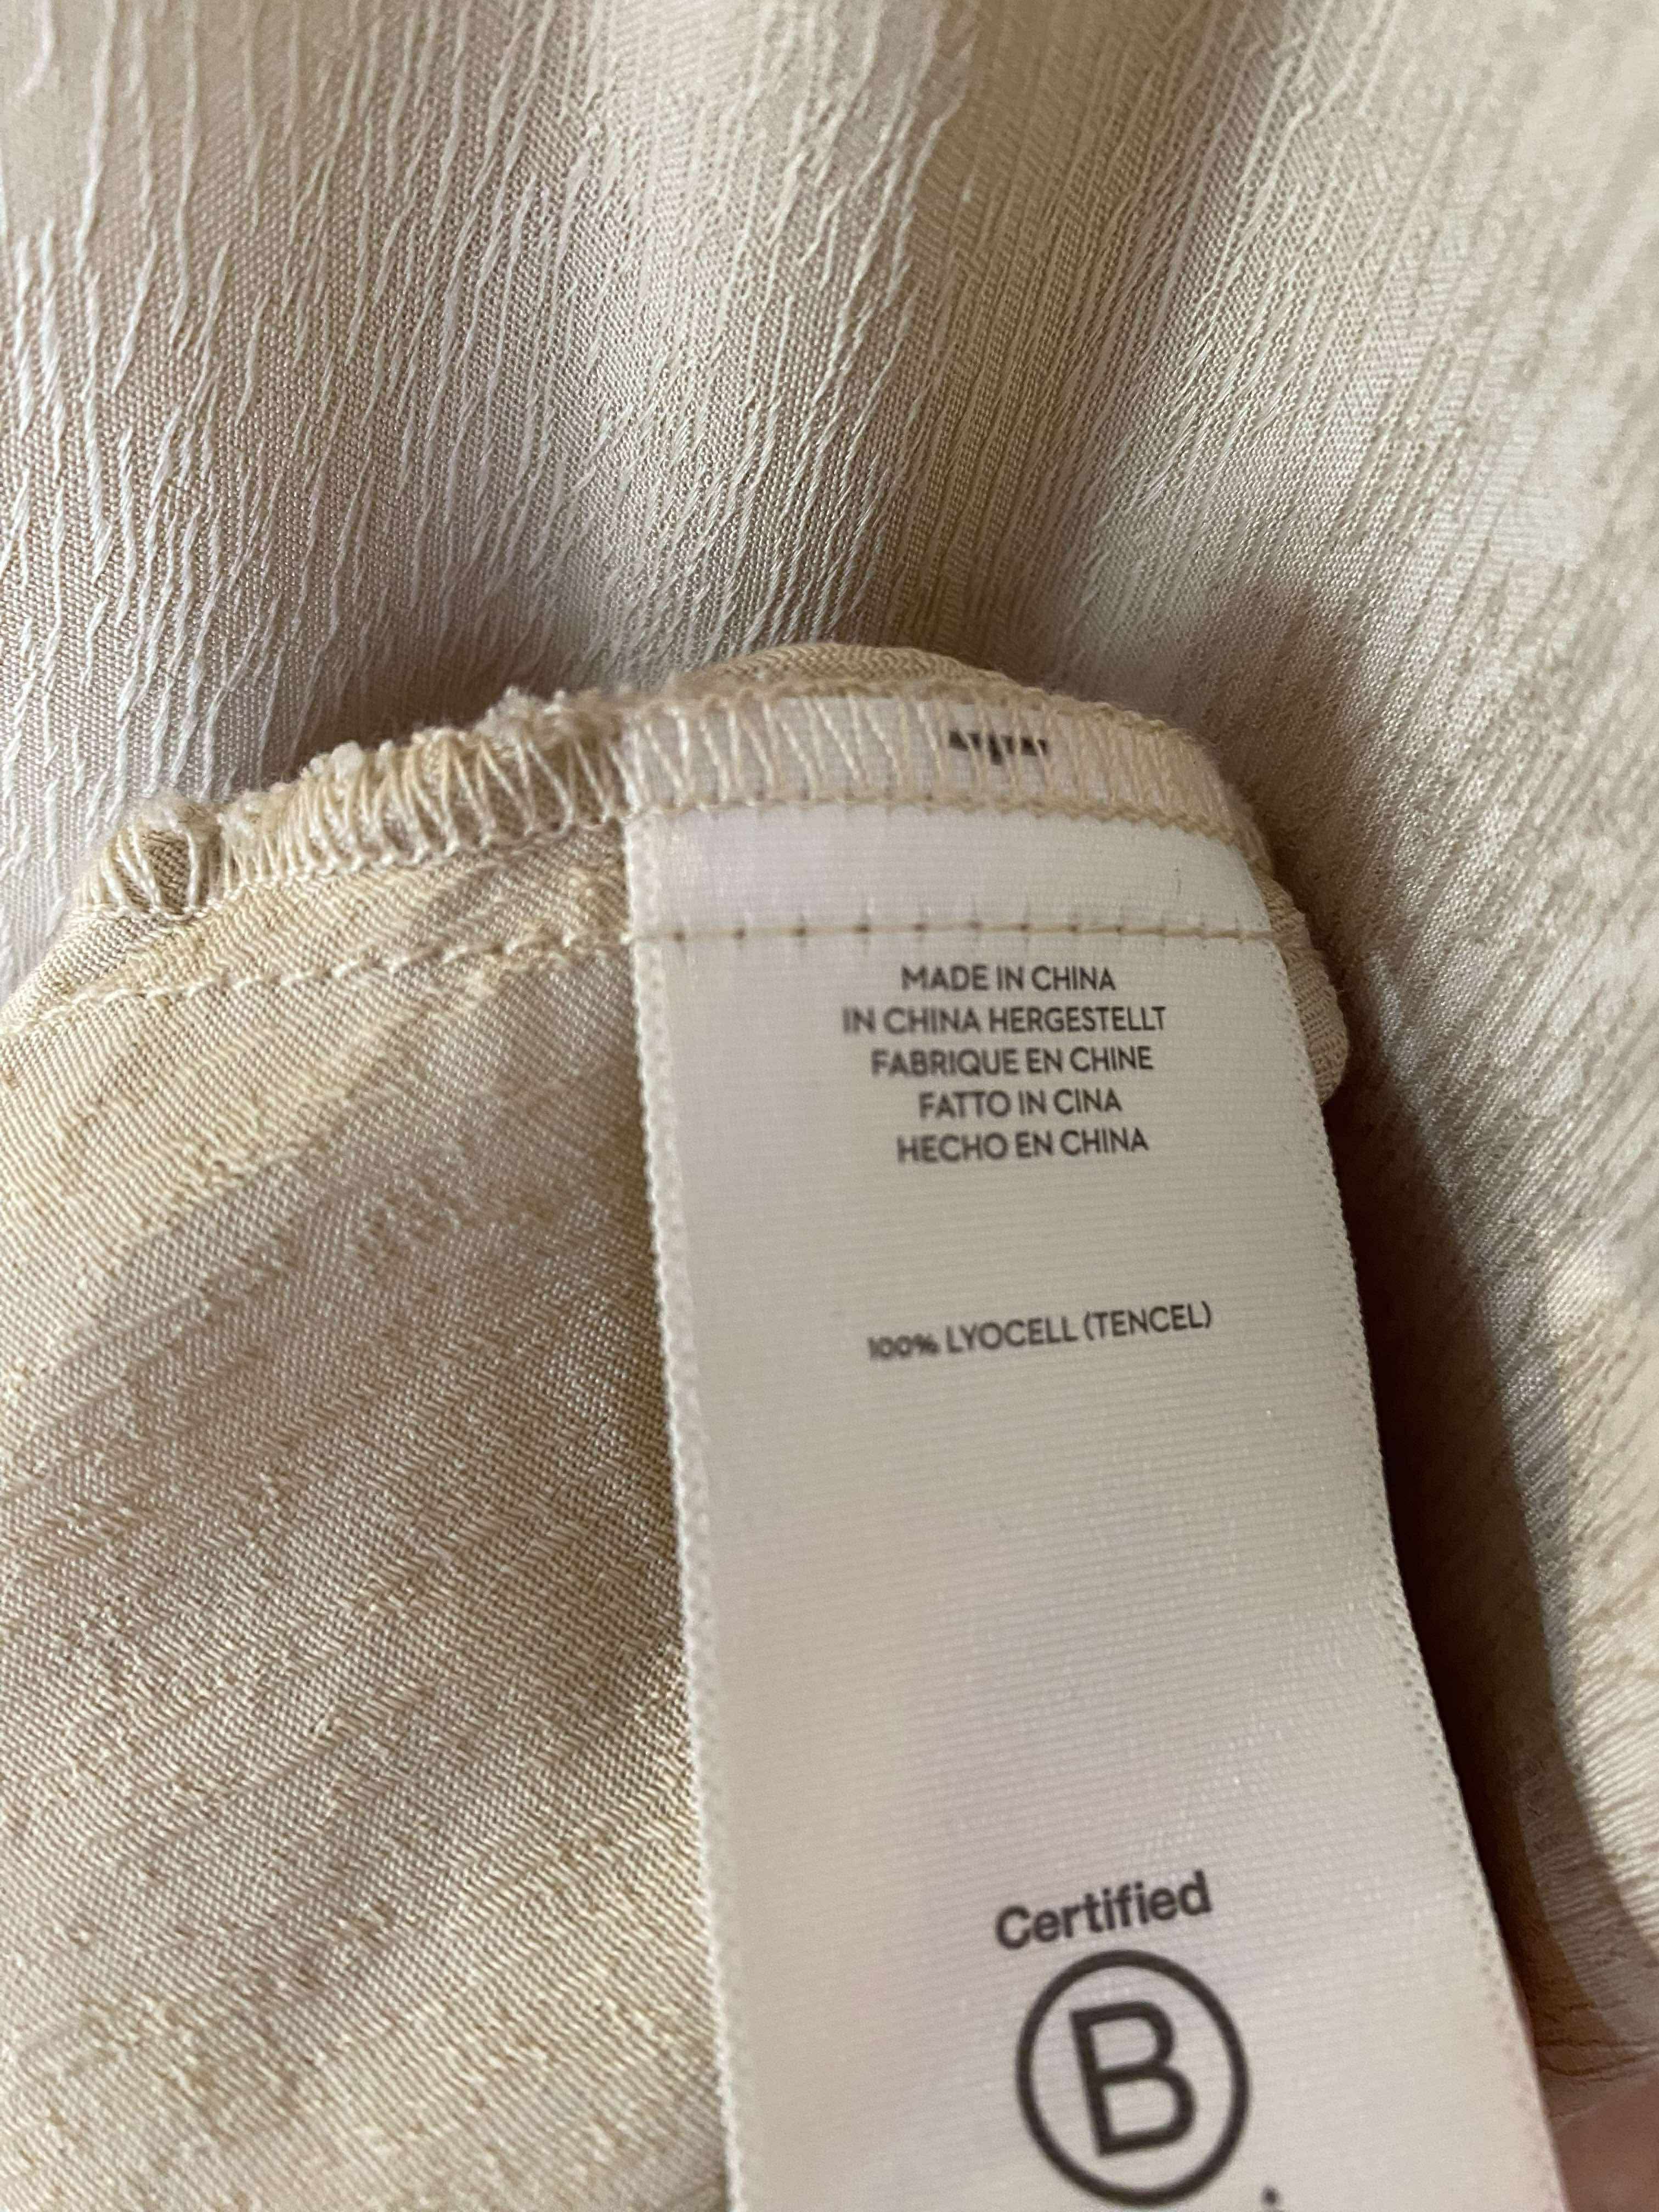 MADE IN CHINA
IN CHINA HERGESTELLT
FABRIQUE EN CHINE
FATTO IN CINA
HECHO EN CHINA
100% LYOCELL (TENCEL)
Certified
B